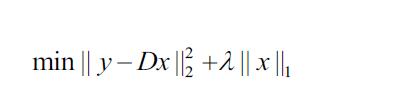 min || y − Dx ||₂² + λ || x ||₁